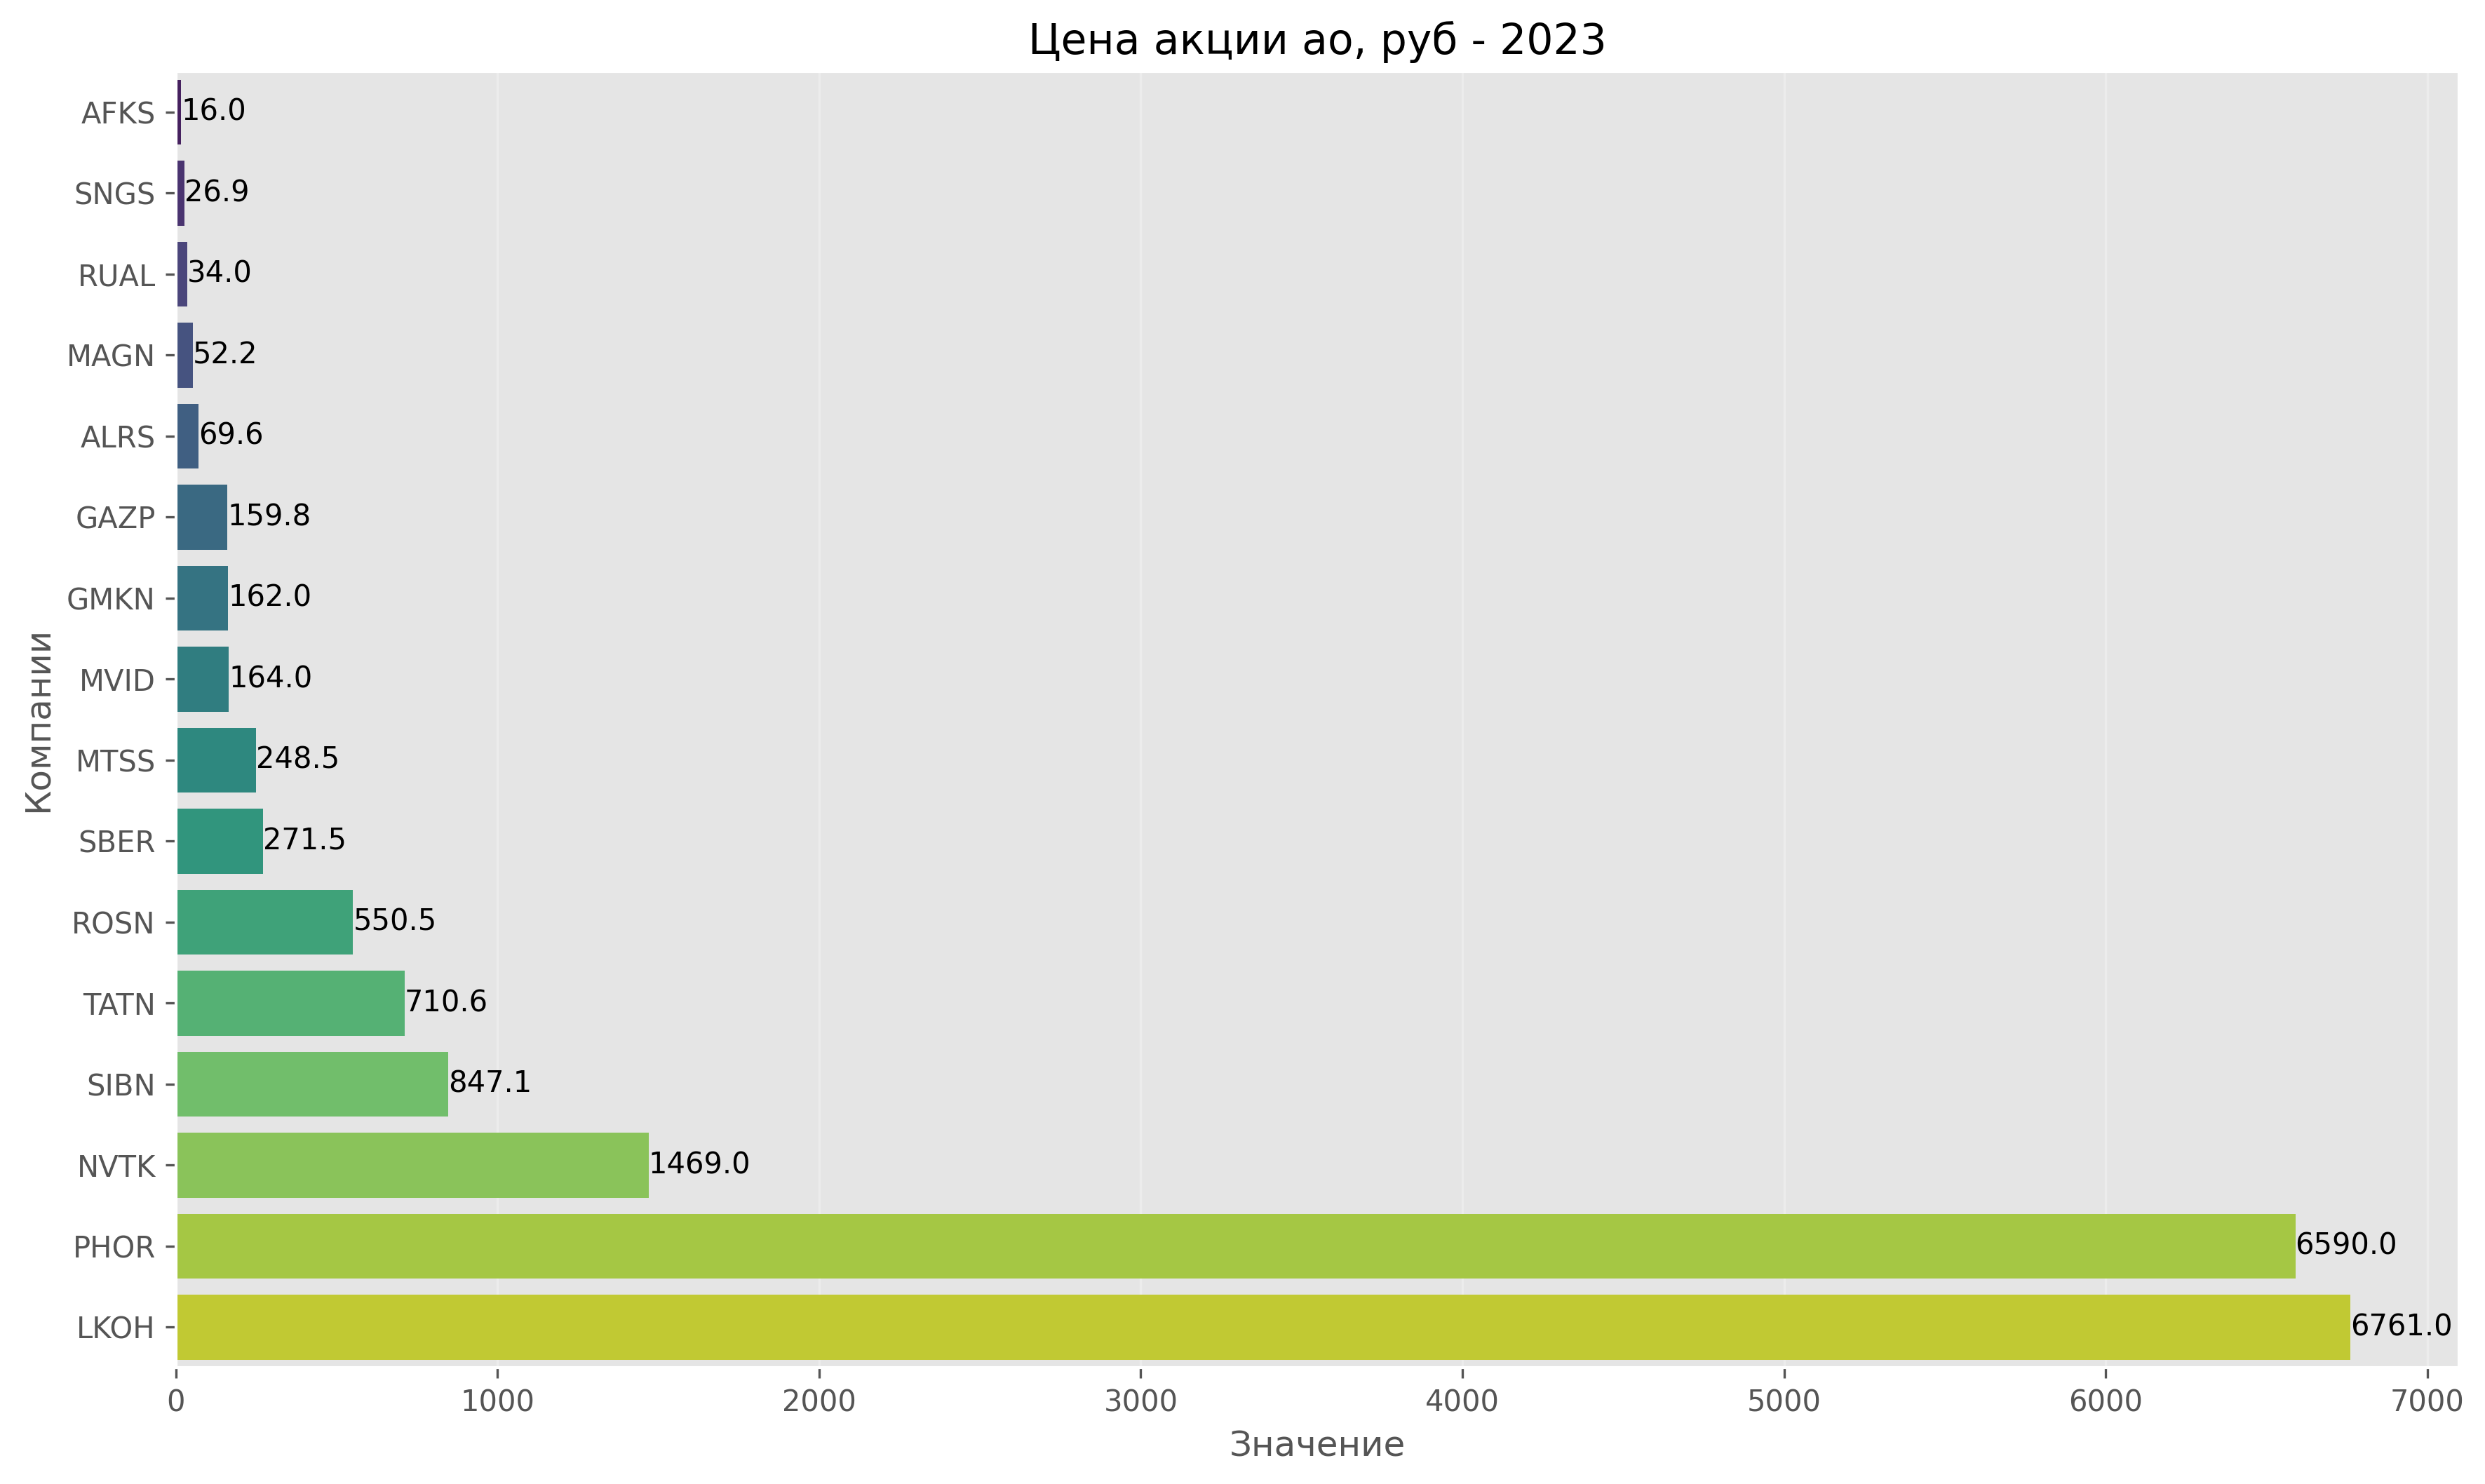 Цена акции ао, руб - 2023
Компании
AFKS 16.0
SNGS 26.9
RUAL 34.0
MAGN 52.2
ALRS 69.6
GAZP 159.8
GMKN 162.0
MVID 164.0
MTSS 248.5
SBER 271.5
ROSN 550.5
TATN 710.6
SIBN 847.1
NVTK 1469.0
PHOR 6590.0
LKOH 6761.0
0 1000 2000 3000 4000 5000 6000 7000
Значение